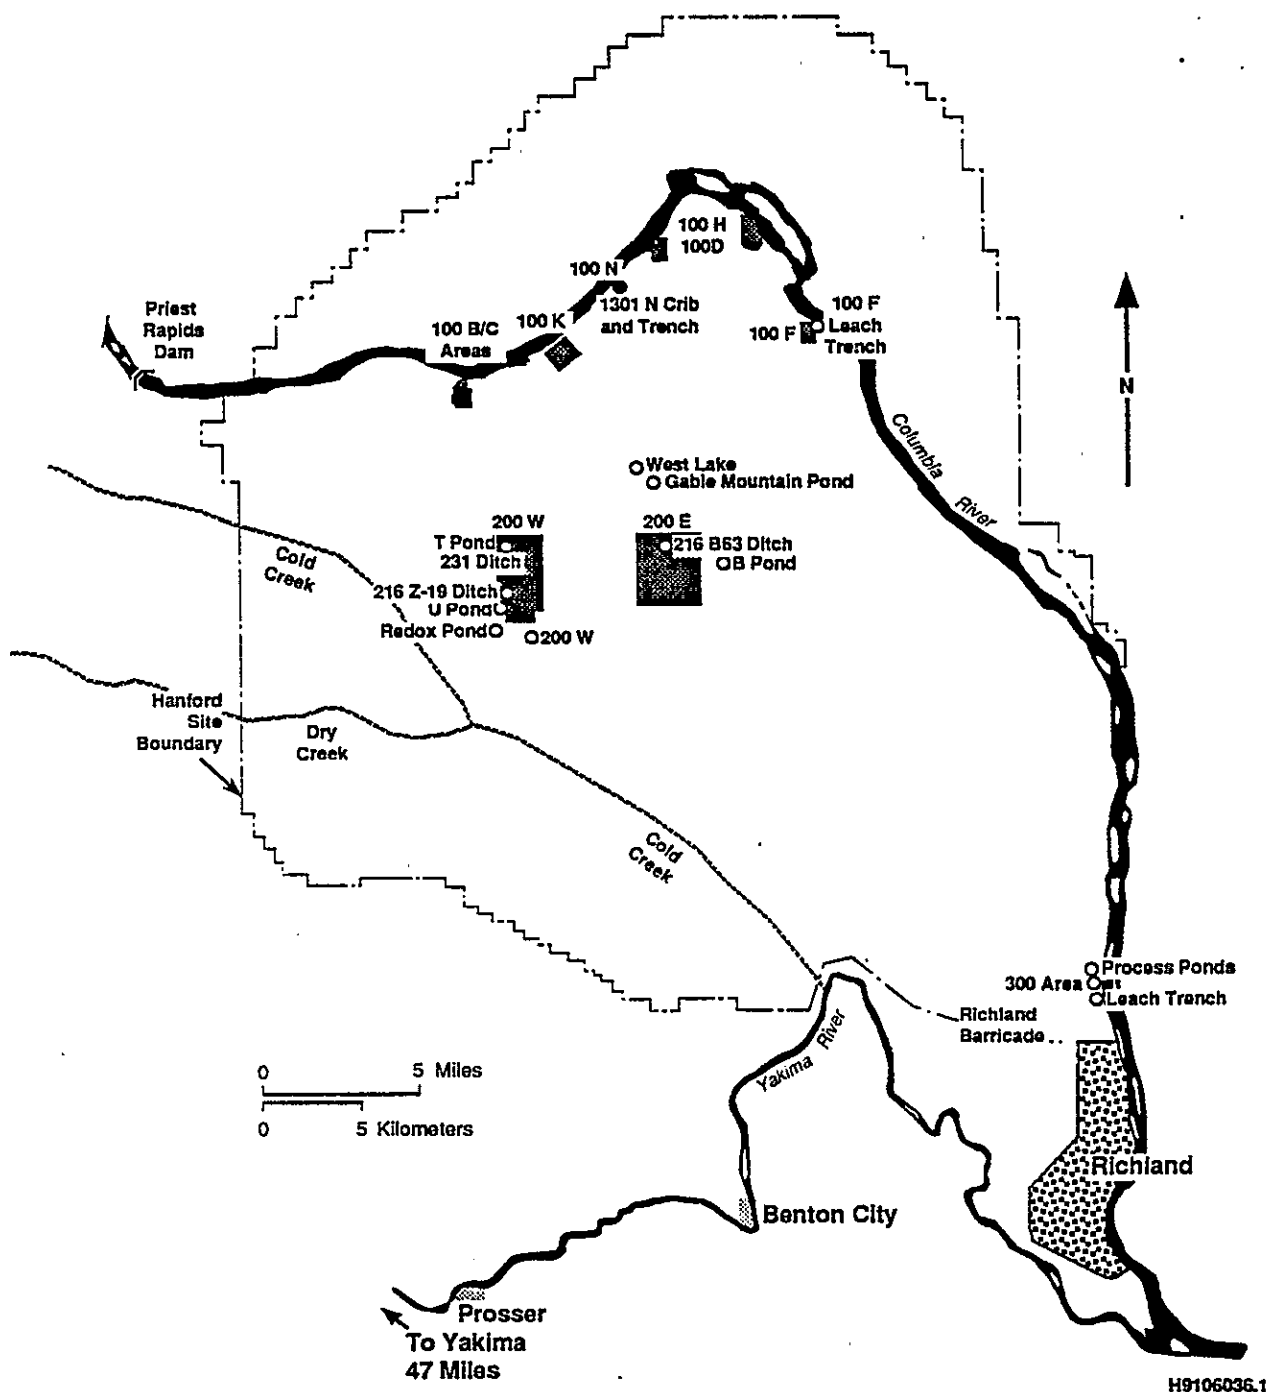 100 H
100D
100 N
1301 N Crib
and Trench
Priest
Rapids
Dam
100 B/C
Areas
100 K
100 F
Leach
Trench
100 F
N
Columbia
River
West Lake
Gable Mountain Pond
200 W
200 E
T Pond
231 Ditch
216 B63 Ditch
B Pond
216 Z-19 Ditch
U Pond
Redox Pond
200 W
Cold
Creek
Hanford
Site
Boundary
Dry
Creek
Cold
Creek
Process Ponds
300 Area
Leach Trench
Richland
Barricade
Yakima River
0 5 Miles
0 5 Kilometers
Richland
Benton City
Prosser
To Yakima
47 Miles
H9106036.1